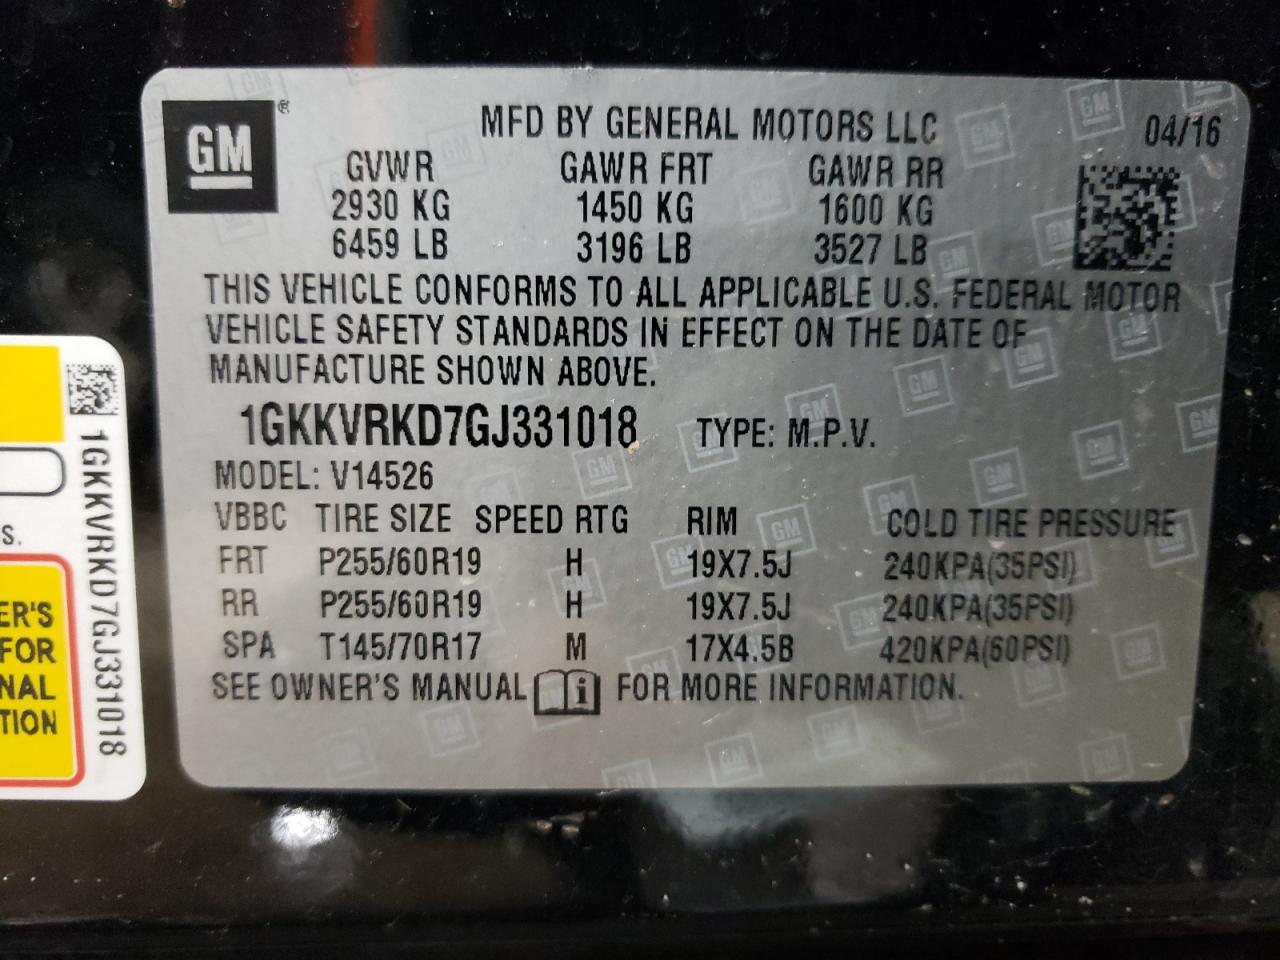 GM ®
MFD BY GENERAL MOTORS LLC 04/16
GVWR GAWR FRT GAWR RR
2930 KG 1450 KG 1600 KG
6459 LB 3196 LB 3527 LB
THIS VEHICLE CONFORMS TO ALL APPLICABLE U.S. FEDERAL MOTOR
VEHICLE SAFETY STANDARDS IN EFFECT ON THE DATE OF
MANUFACTURE SHOWN ABOVE.
1GKKVRKD7GJ331018 TYPE: M.P.V.
MODEL: V14526
VBBC TIRE SIZE SPEED RTG RIM COLD TIRE PRESSURE
FRT P255/60R19 H 19X7.5J 240KPA(35PSI)
RR P255/60R19 H 19X7.5J 240KPA(35PSI)
SPA T145/70R17 M 17X4.5B 420KPA(60PSI)
SEE OWNER'S MANUAL FOR MORE INFORMATION.
1GKKVRKD7GJ331018
S.
ER'S
FOR
NAL
TION